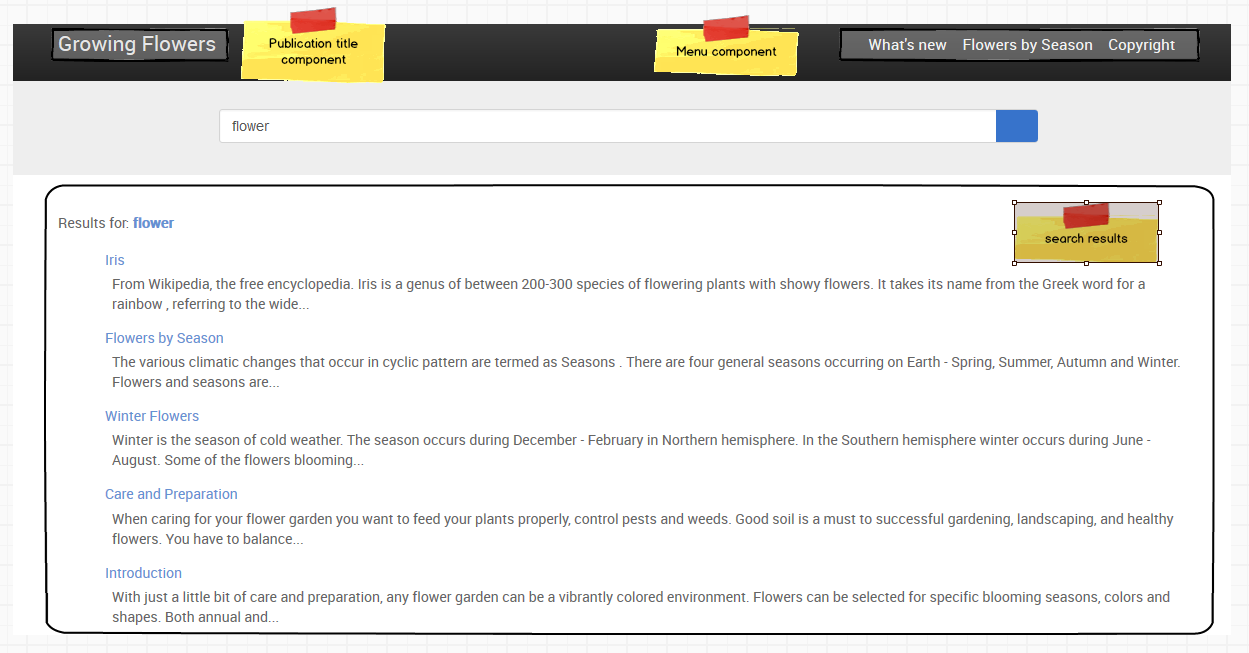 Growing Flowers
Publication title
component
Menu component
What's new Flowers by Season Copyright
flower
Results for: flower
search results
Iris
From Wikipedia, the free encyclopedia. Iris is a genus of between 200-300 species of flowering plants with showy flowers. It takes its name from the Greek word for a
rainbow , referring to the wide...
Flowers by Season
The various climatic changes that occur in cyclic pattern are termed as Seasons . There are four general seasons occurring on Earth - Spring, Summer, Autumn and Winter.
Flowers and seasons are...
Winter Flowers
Winter is the season of cold weather. The season occurs during December - February in Northern hemisphere. In the Southern hemisphere winter occurs during June -
August. Some of the flowers blooming...
Care and Preparation
When caring for your flower garden you want to feed your plants properly, control pests and weeds. Good soil is a must to successful gardening, landscaping, and healthy
flowers. You have to balance...
Introduction
With just a little bit of care and preparation, any flower garden can be a vibrantly colored environment. Flowers can be selected for specific blooming seasons, colors and
shapes. Both annual and...